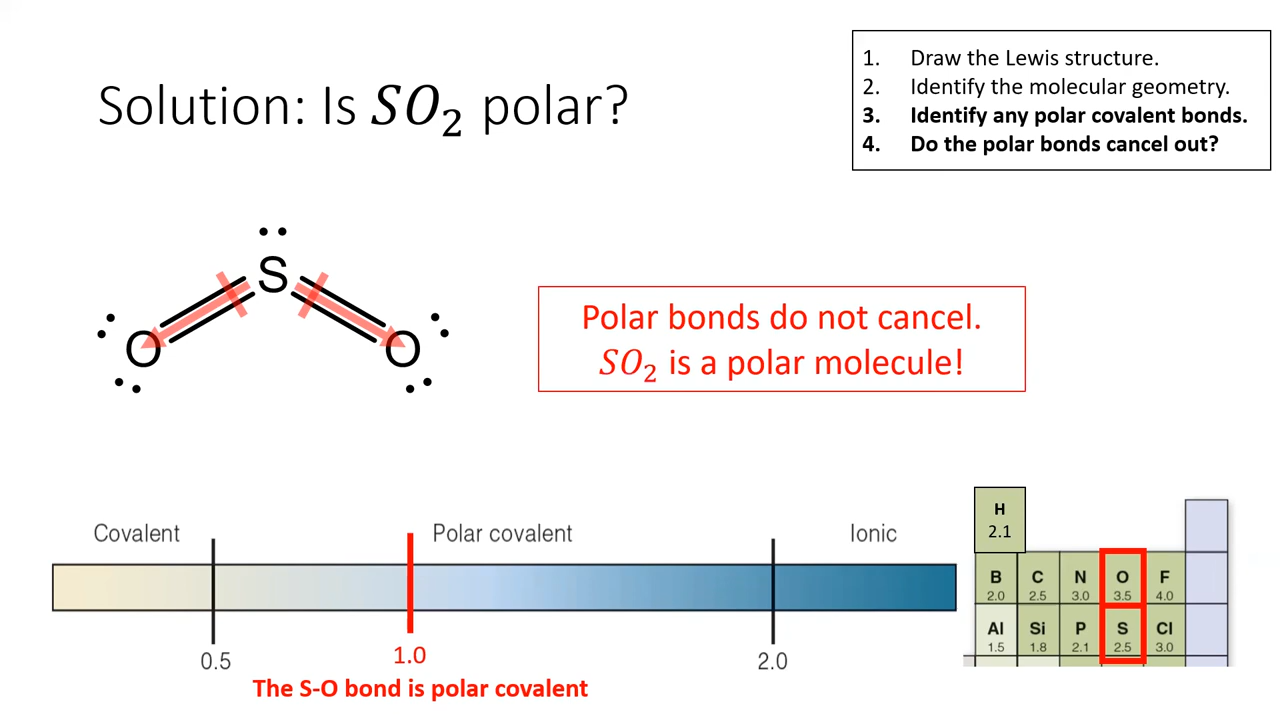 Solution: Is SO₂ polar?
1. Draw the Lewis structure.
2. Identify the molecular geometry.
3. Identify any polar covalent bonds.
4. Do the polar bonds cancel out?
S
O O
Polar bonds do not cancel.
SO₂ is a polar molecule!
Covalent Polar covalent Ionic
0.5 1.0 2.0
The S-O bond is polar covalent
H
2.1
B C N O F
2.0 2.5 3.0 3.5 4.0
Al Si P S Cl
1.5 1.8 2.1 2.5 3.0